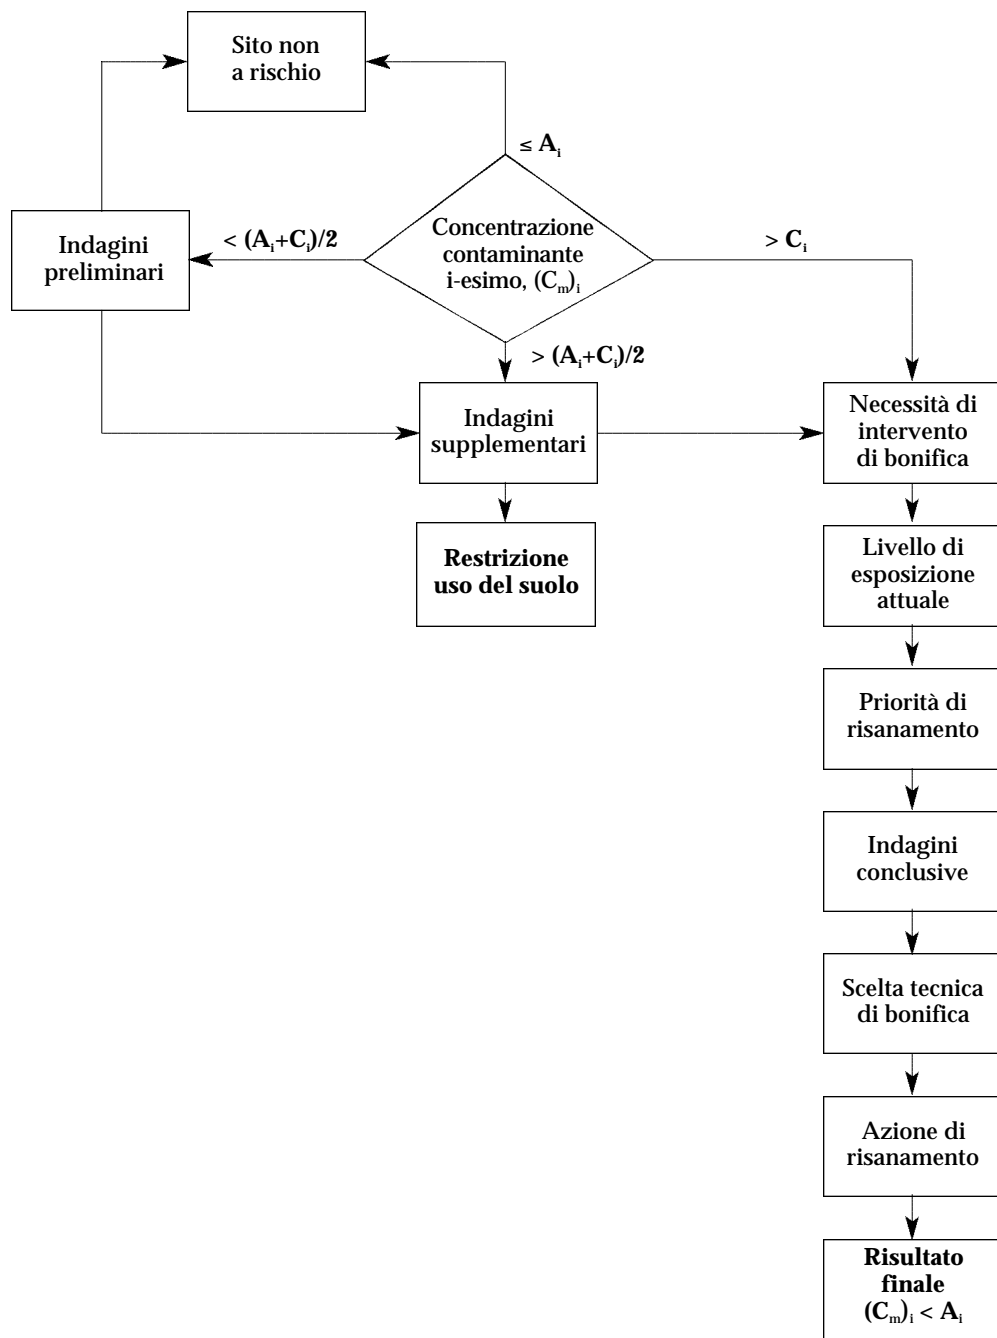 Sito non
a rischio
≤ Ai
Concentrazione
contaminante
i-esimo, (Cm)i
< (Ai+Ci)/2
> Ci
Indagini
preliminari
> (Ai+Ci)/2
Indagini
supplementari
Necessità di
intervento
di bonifica
Restrizione
uso del suolo
Livello di
esposizione
attuale
Priorità di
risanamento
Indagini
conclusive
Scelta tecnica
di bonifica
Azione di
risanamento
Risultato
finale
(Cm)i < Ai